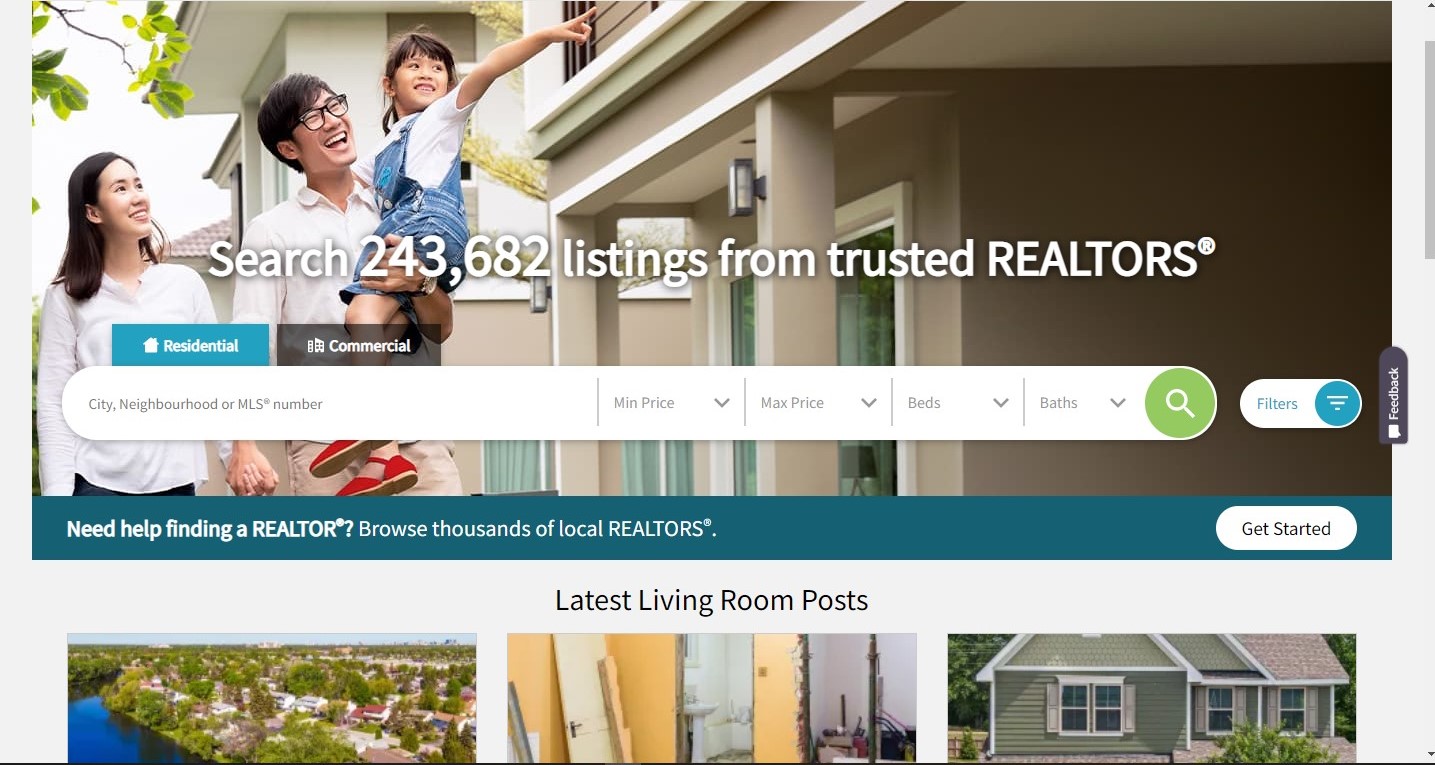 Search 243,682 listings from trusted REALTORS®
Residential
Commercial
City, Neighbourhood or MLS® number
Min Price
Max Price
Beds
Baths
Filters
Feedback
Need help finding a REALTOR®? Browse thousands of local REALTORS®.
Get Started
Latest Living Room Posts